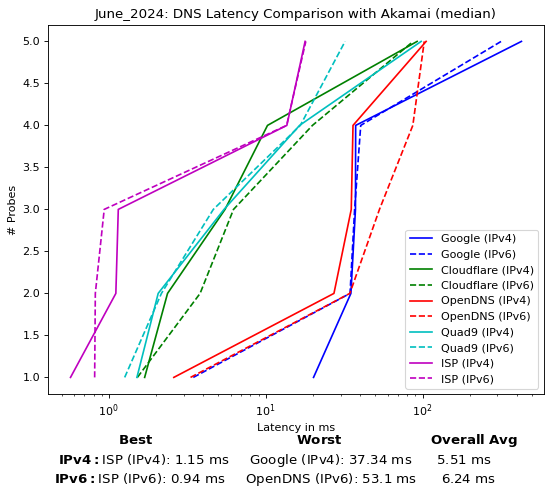 June_2024: DNS Latency Comparison with Akamai (median)
5.0
4.5
4.0
3.5
3.0
2.5
2.0
1.5
1.0
# Probes
Google (IPv4)
Google (IPv6)
Cloudflare (IPv4)
Cloudflare (IPv6)
OpenDNS (IPv4)
OpenDNS (IPv6)
Quad9 (IPv4)
Quad9 (IPv6)
ISP (IPv4)
ISP (IPv6)
10⁰ 10¹ 10²
Latency in ms
Best Worst Overall Avg
IPv4: ISP (IPv4): 1.15 ms Google (IPv4): 37.34 ms 5.51 ms
IPv6: ISP (IPv6): 0.94 ms OpenDNS (IPv6): 53.1 ms 6.24 ms